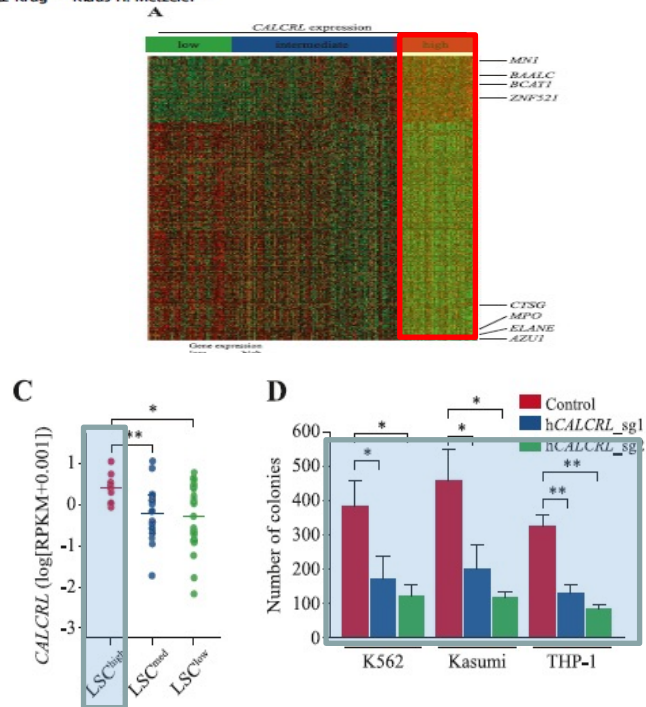 A
CALCRL expression
low intermediate high
MN1
BAALC
BCAT1
ZNF521
CTSG
MPO
ELANE
AZU1
Gene expression
C
* 
**
CALCRL (log[RPKM+0.001])
1
0
-1
-2
-3
LSChigh LSCmed LSClow
D
Control
hCALCRL_sg1
hCALCRL_sg2
* * * * ** **
Number of colonies
600
500
400
300
200
100
0
K562 Kasumi THP-1